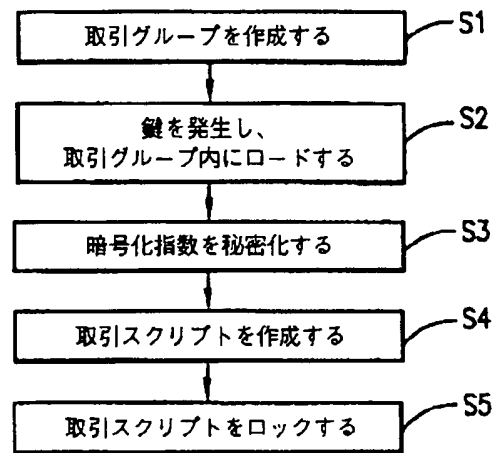 取引グループを作成する
S1
鍵を発生し、
取引グループ内にロードする
S2
暗号化指数を秘密化する
S3
取引スクリプトを作成する
S4
取引スクリプトをロックする
S5